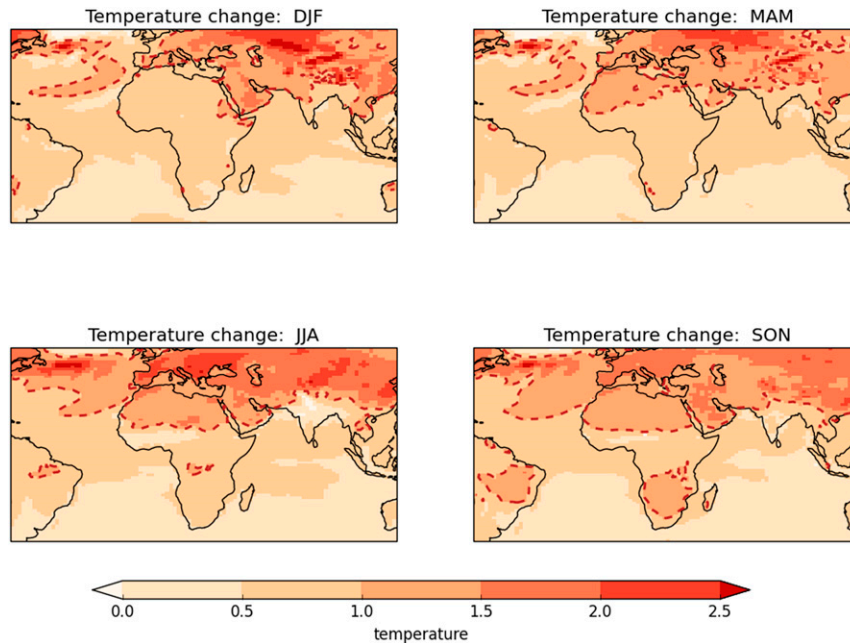 Temperature change:  DJF
Temperature change:  MAM
Temperature change:  JJA
Temperature change:  SON
0.0 0.5 1.0 1.5 2.0 2.5
temperature